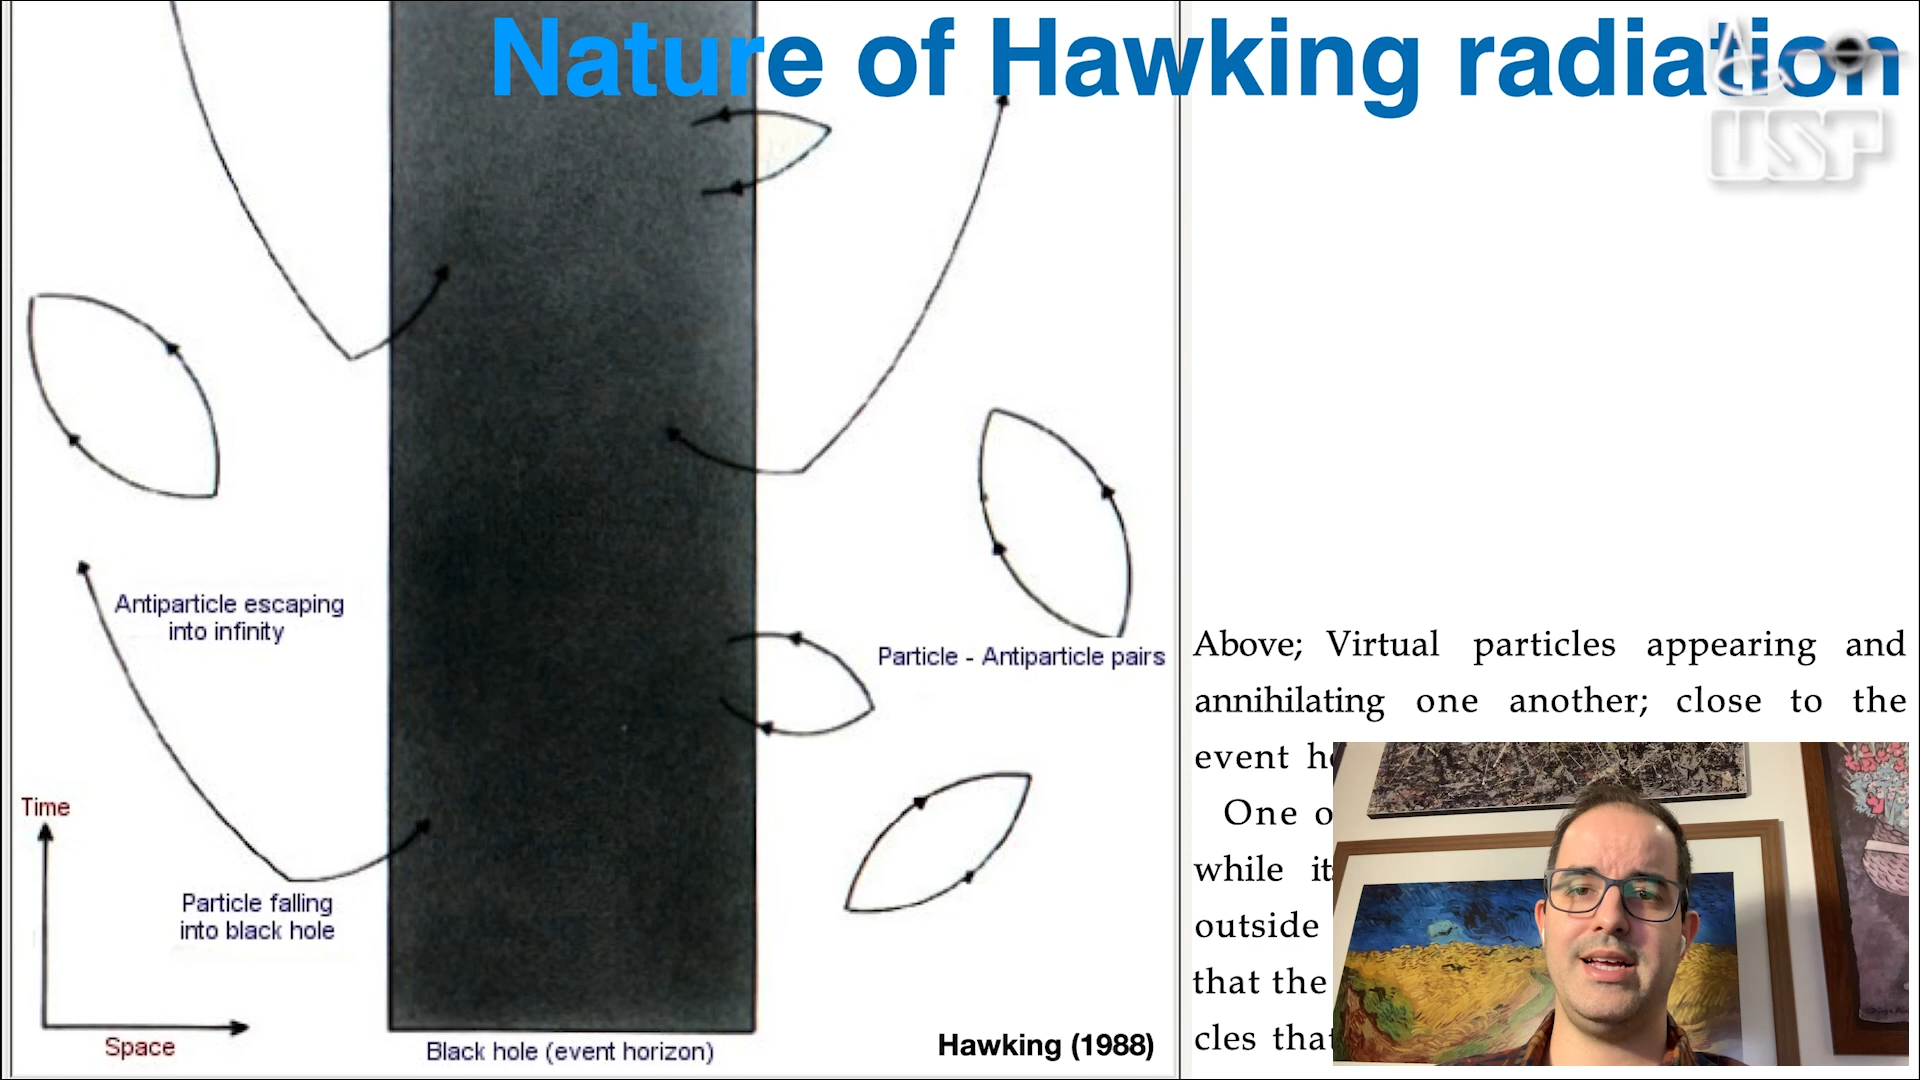 Nature of Hawking radiation
USP
Antiparticle escaping
into infinity
Particle - Antiparticle pairs
Time
Particle falling
into black hole
Space
Black hole (event horizon)
Hawking (1988)
Above; Virtual particles appearing and
annihilating one another; close to the
event
One
while
outside
that the
cles that